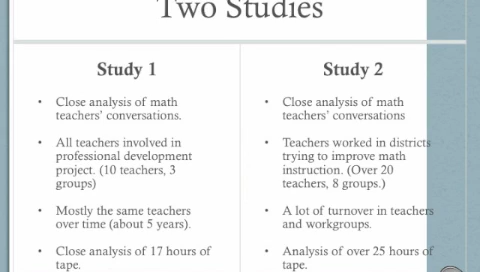 Two Studies
Study 1
• Close analysis of math
teachers' conversations.
• All teachers involved in
professional development
project. (10 teachers, 3
groups)
• Mostly the same teachers
over time (about 5 years).
• Close analysis of 17 hours of
tape.
Study 2
• Close analysis of math
teachers' conversations
• Teachers worked in districts
trying to improve math
instruction. (Over 20
teachers, 8 groups.)
• A lot of turnover in teachers
and workgroups.
• Analysis of over 25 hours of
tape.